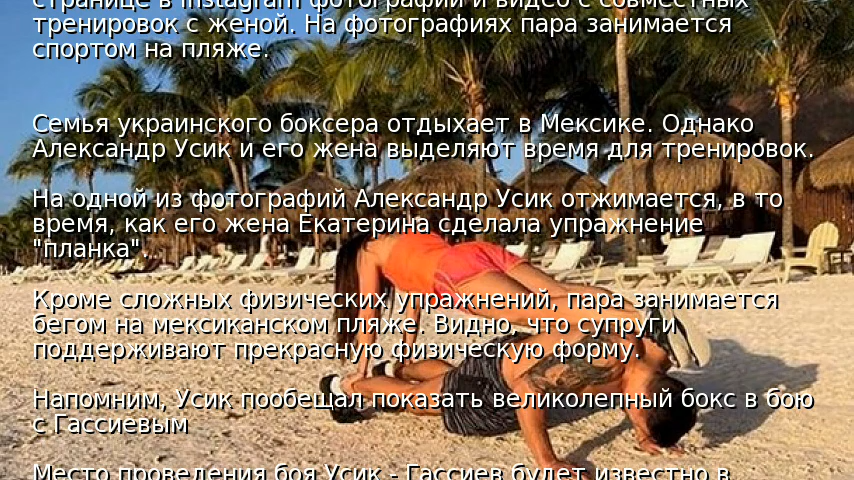 странице в Instagram фотографии и видео с совместных
тренировок с женой. На фотографиях пара занимается
спортом на пляже.
Семья украинского боксера отдыхает в Мексике. Однако
Александр Усик и его жена выделяют время для тренировок.
На одной из фотографий Александр Усик отжимается, в то
время, как его жена Екатерина сделала упражнение
"планка".
Кроме сложных физических упражнений, пара занимается
бегом на мексиканском пляже. Видно, что супруги
поддерживают прекрасную физическую форму.
Напомним, Усик пообещал показать великолепный бокс в бою
с Гассиевым
Место проведения боя Усик - Гассиев будет известно в